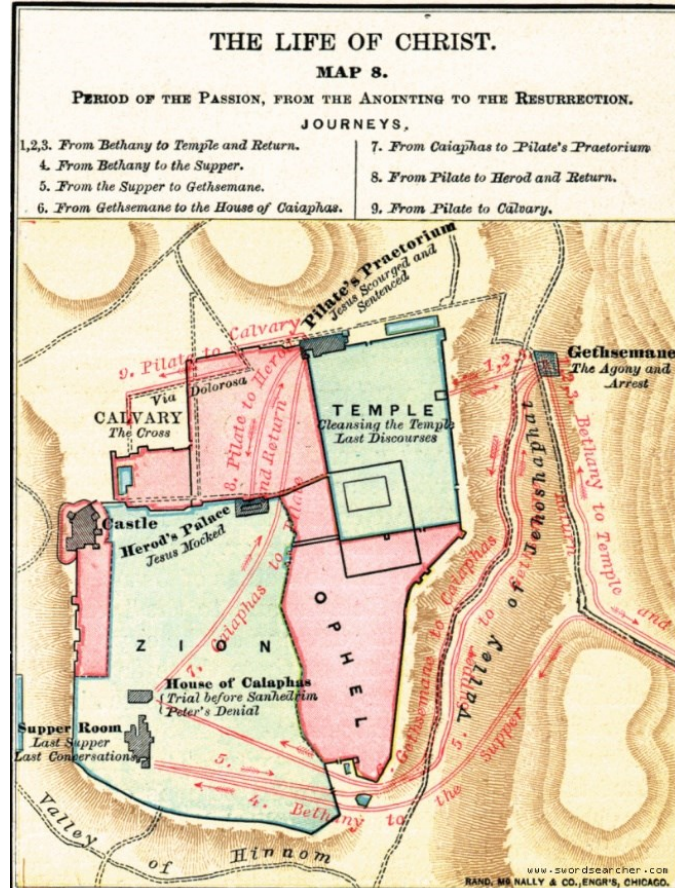 THE LIFE OF CHRIST.
MAP 8.
PERIOD OF THE PASSION, FROM THE ANOINTING TO THE RESURRECTION.
JOURNEYS,
1,2,3. From Bethany to Temple and Return.
4. From Bethany to the Supper.
5. From the Supper to Gethsemane.
6. From Gethsemane to the House of Caiaphas.
7. From Caiaphas to Pilate's Praetorium
8. From Pilate to Herod and Return.
9. From Pilate to Calvary.
Pilate's Praetorium
Jesus Scourged and
Sentenced
9. Pilate to Calvary
Via Dolorosa
CALVARY
The Cross
8. Pilate to Herod
and Return
TEMPLE
Cleansing the Temple
Last Discourses
1,2,3
Gethsemane
The Agony and
Arrest
1,2,3, Bethany to Temple and
Return
Castle
Herod's Palace
Jesus Mocked
7. Caiaphas to Pilate
ZION
OPHEL
House of Caiaphas
Trial before Sanhedrim
Peter's Denial
Supper Room
Last Supper
Last Conversations
6. Gethsemane to Caiaphas
5. to Geth
Valley of Jehoshaphat
5.
4. Bethany to the Supper
Valley of Hinnom
www.swordsearcher.com
RAND, McNALLY & CO., ENGR'S, CHICAGO.